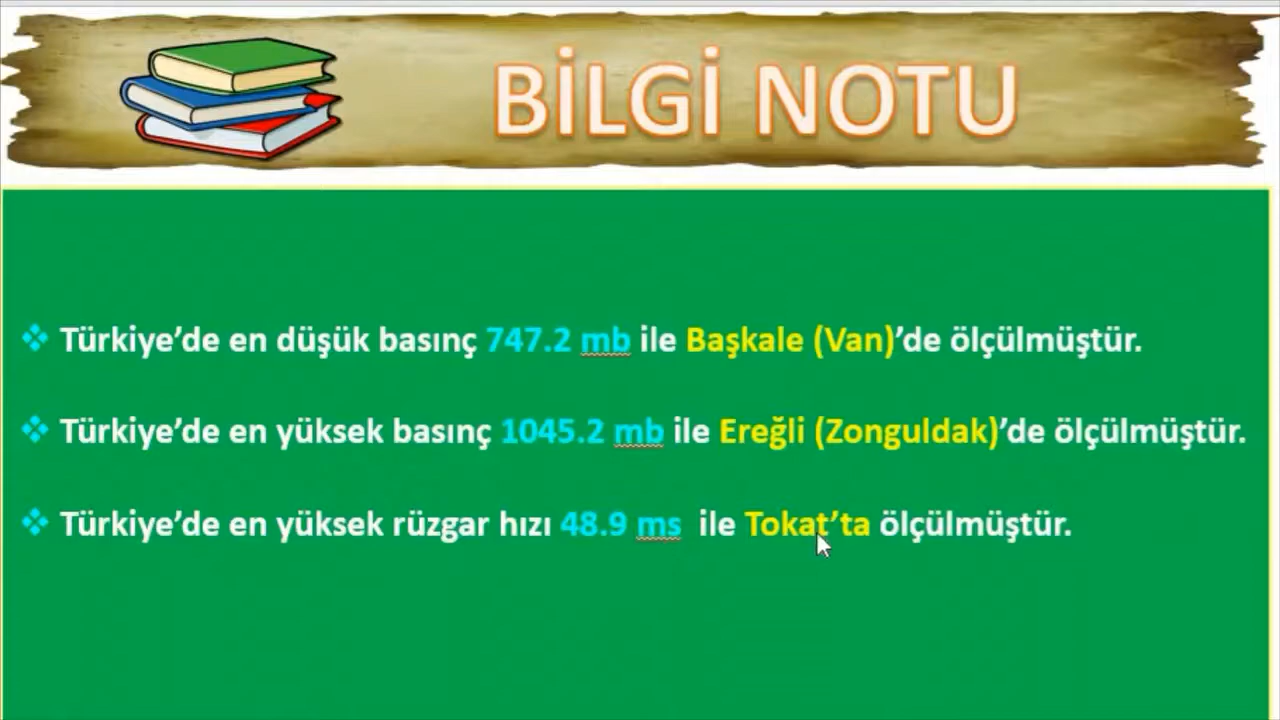 BİLGİ NOTU
❖ Türkiye’de en düşük basınç 747.2 mb ile Başkale (Van)’de ölçülmüştür.
❖ Türkiye’de en yüksek basınç 1045.2 mb ile Ereğli (Zonguldak)’de ölçülmüştür.
❖ Türkiye’de en yüksek rüzgar hızı 48.9 ms ile Tokat’ta ölçülmüştür.